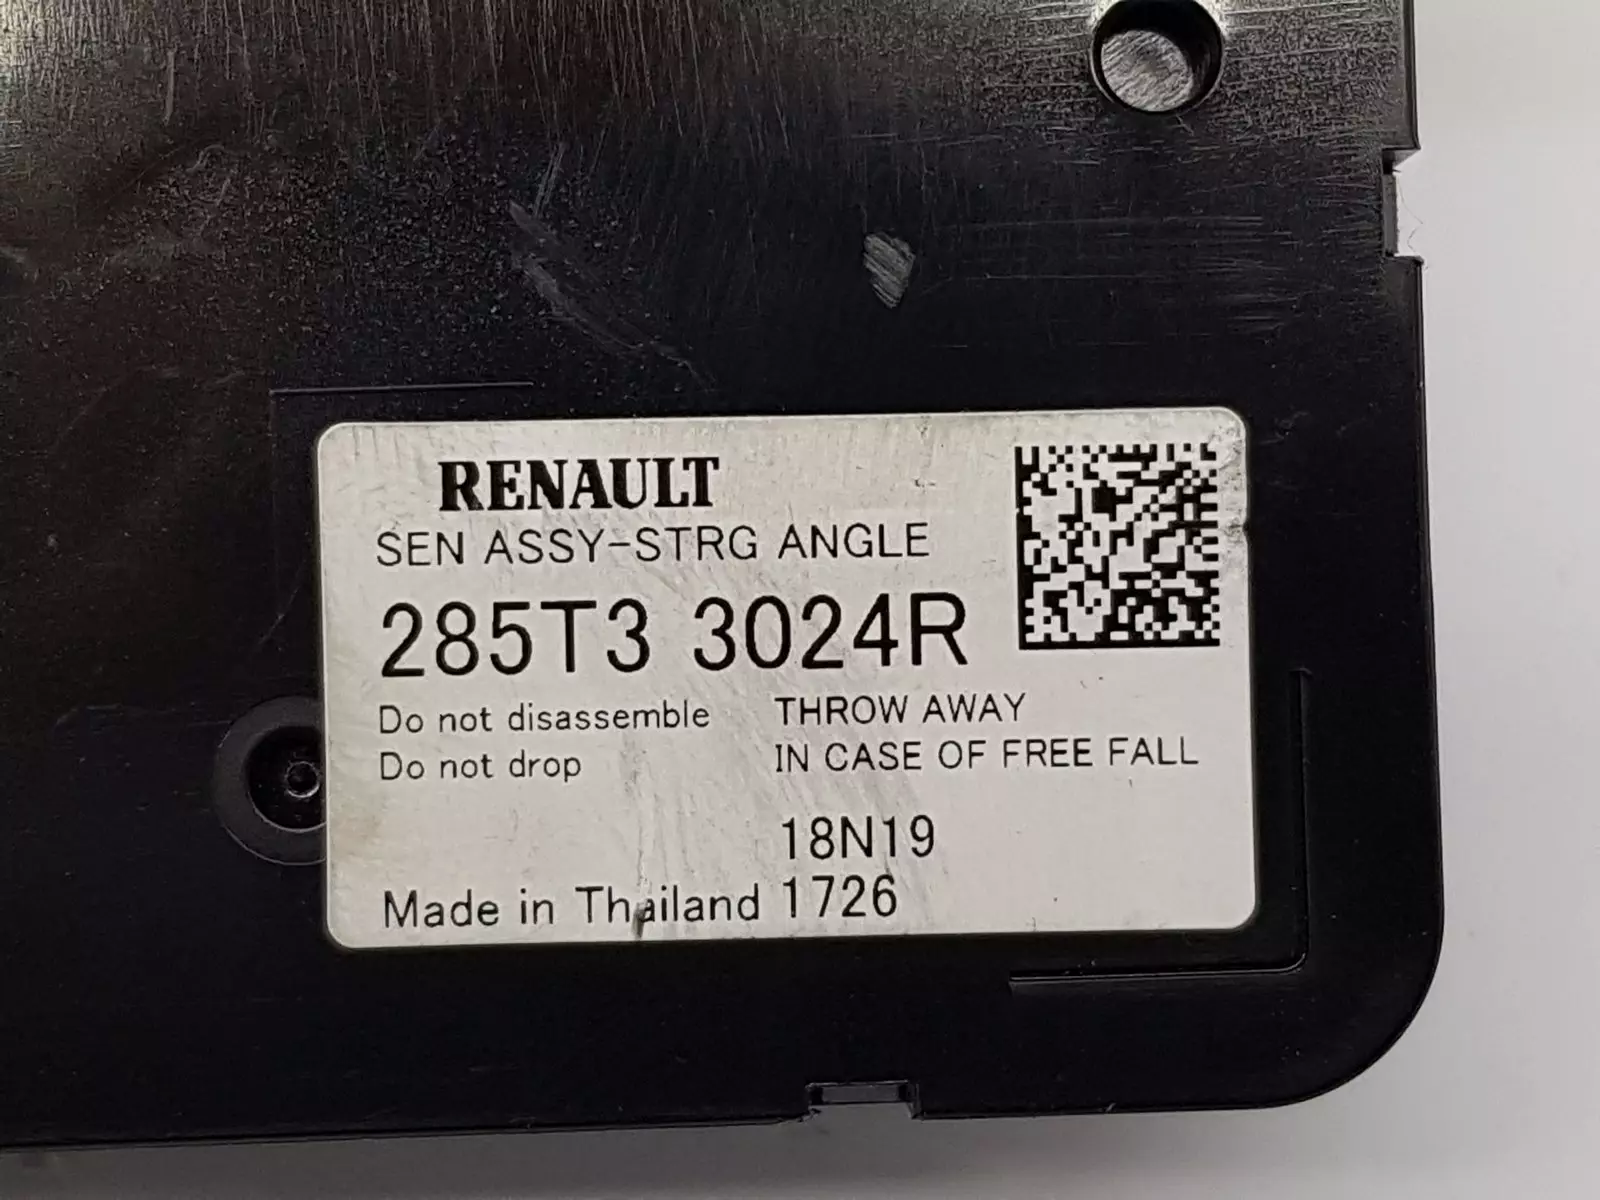 RENAULT
SEN ASSY-STRG ANGLE
285T3 3024R
Do not disassemble THROW AWAY
Do not drop IN CASE OF FREE FALL
18N19
Made in Thailand 1726